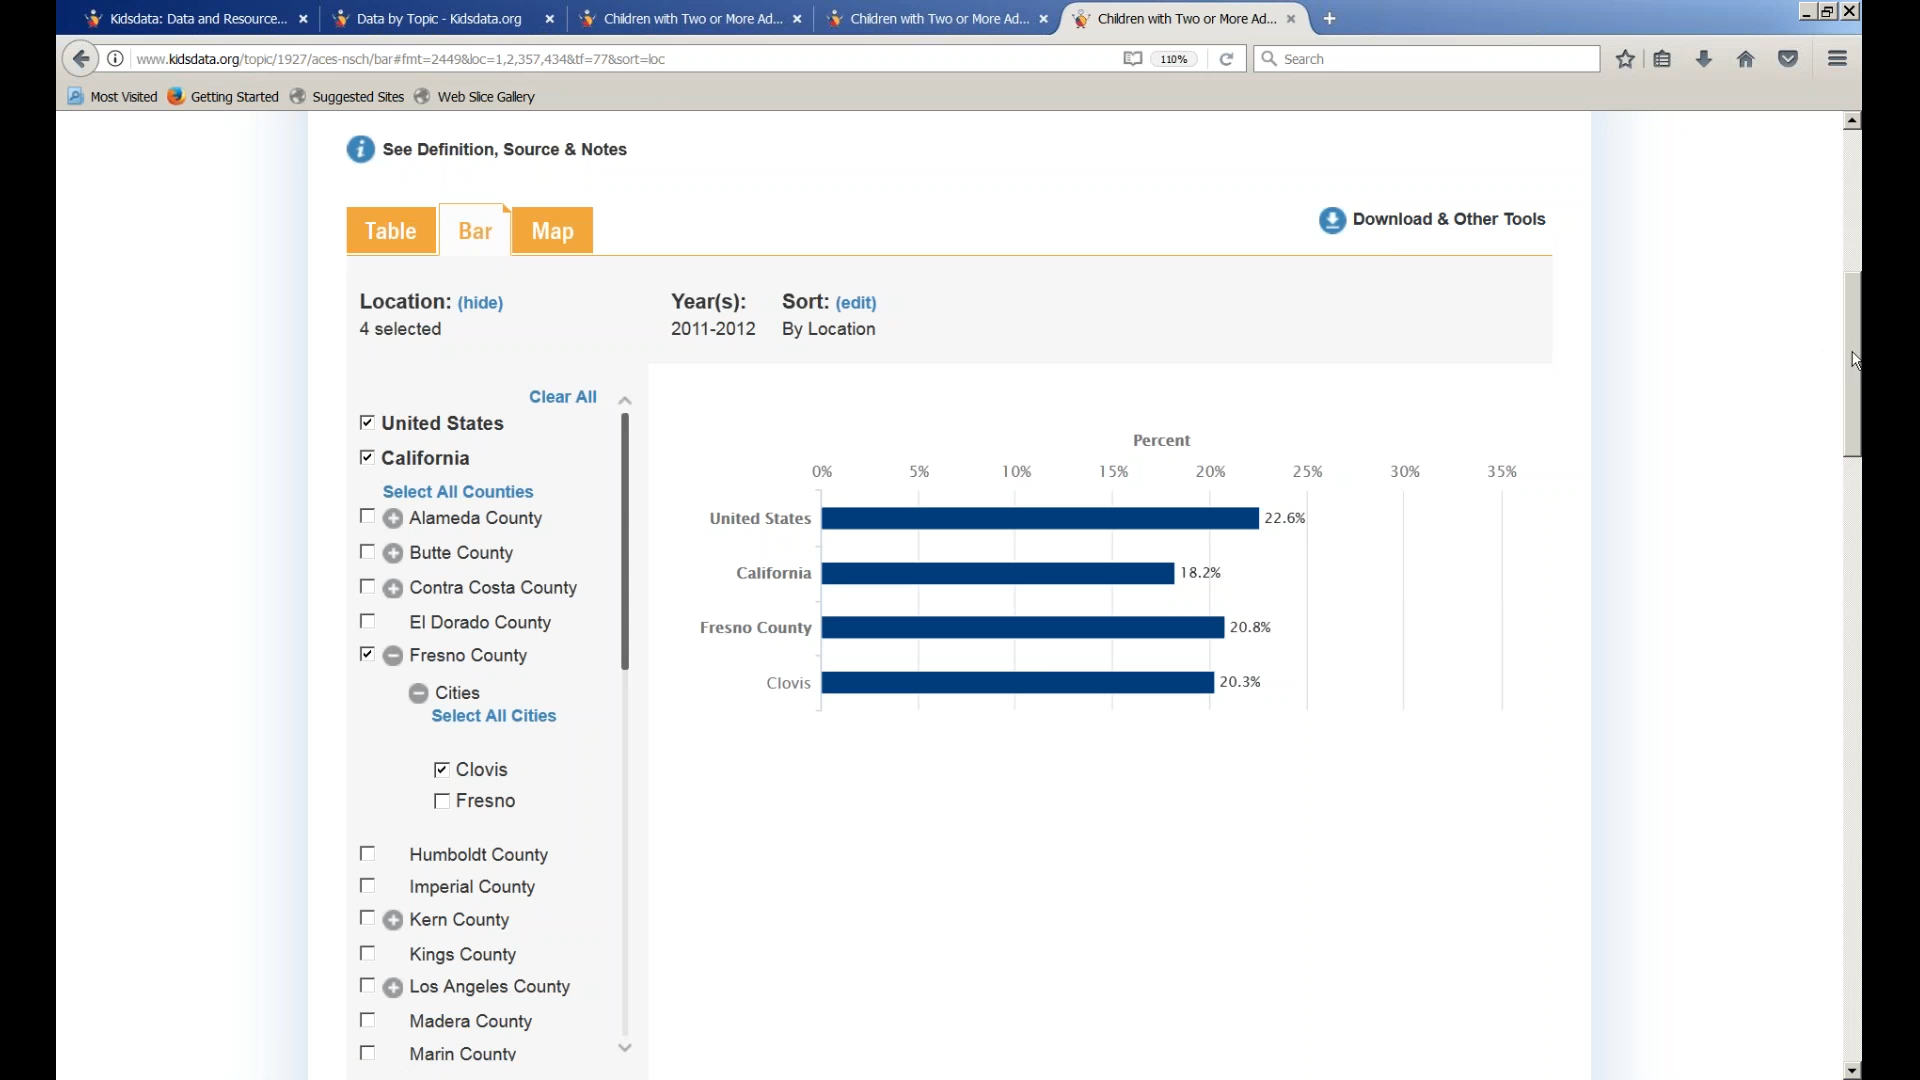 Kidsdata: Data and Resource...
Data by Topic - Kidsdata.org
Children with Two or More Ad...
Children with Two or More Ad...
Children with Two or More Ad...
www.kidsdata.org/topic/1927/aces-nsch/bar#fmt=2449&loc=1,2,357,434&tf=77&sort=loc
110%
Search
Most Visited
Getting Started
Suggested Sites
Web Slice Gallery
See Definition, Source & Notes
Table
Bar
Map
Download & Other Tools
Location: (hide)
4 selected
Year(s):
2011-2012
Sort: (edit)
By Location
Clear All
United States
California
Select All Counties
Alameda County
Butte County
Contra Costa County
El Dorado County
Fresno County
Cities
Select All Cities
Clovis
Fresno
Humboldt County
Imperial County
Kern County
Kings County
Los Angeles County
Madera County
Marin County
Percent
0% 5% 10% 15% 20% 25% 30% 35%
United States 22.6%
California 18.2%
Fresno County 20.8%
Clovis 20.3%